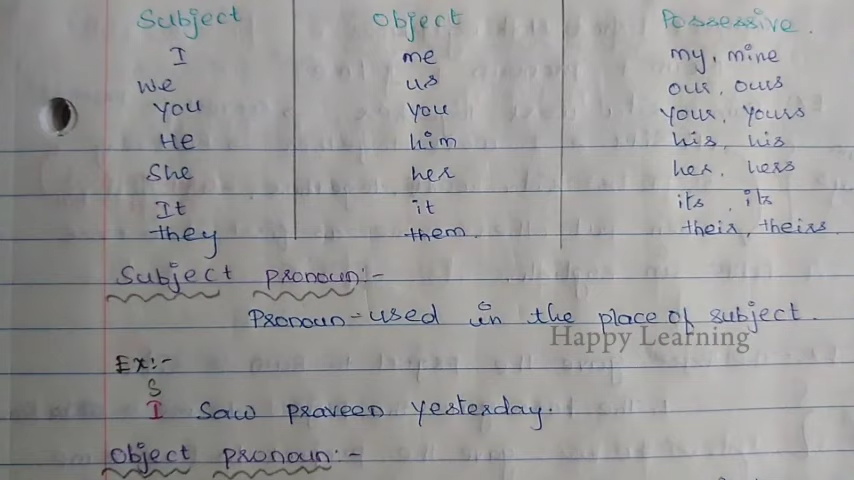 Subject Object Possessive.
I me my, mine
We us our, ours
you you your, yours
He him his, his
She her her, hers
It it its, its
they them. their, theirs
Subject pronoun:-
Pronoun-used in the place of subject.
Happy Learning
Ex:-
S
I Saw praveen yesterday.
Object pronoun:-